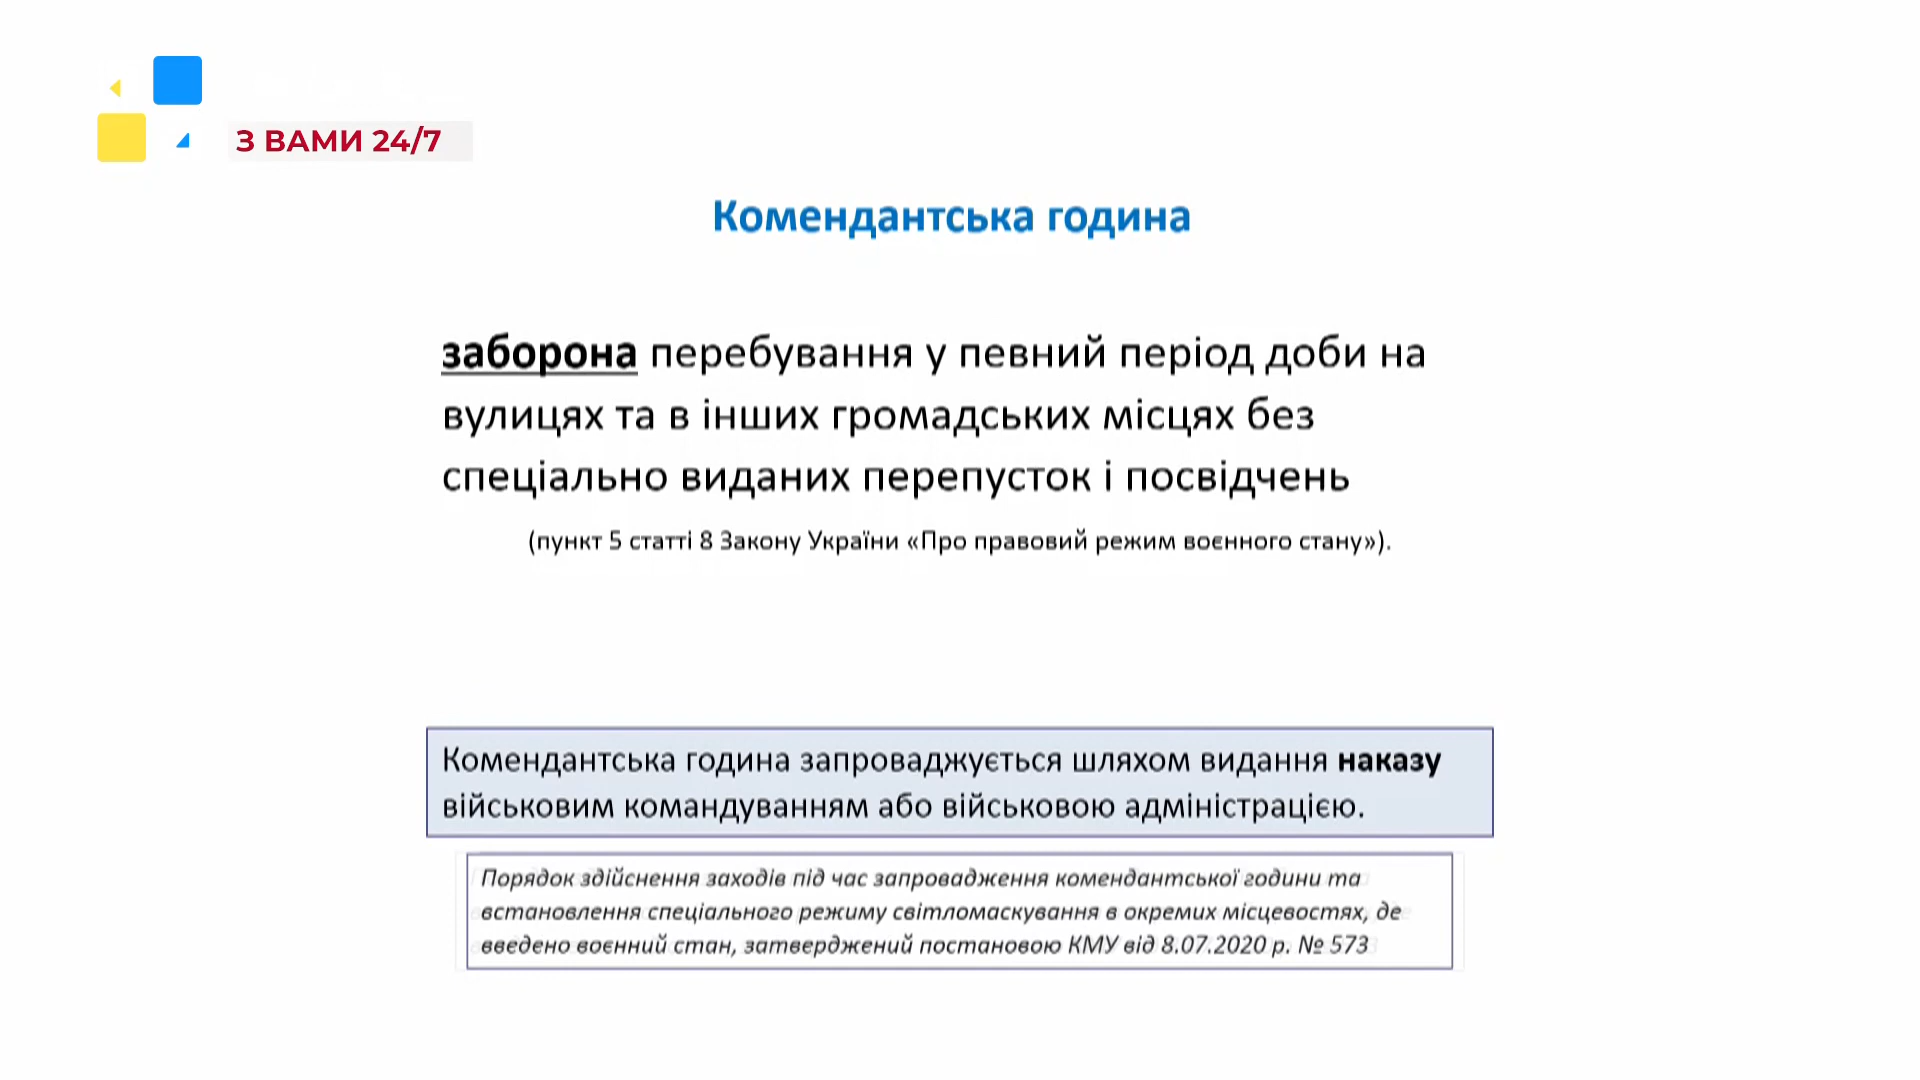 З ВАМИ 24/7
Комендантська година
заборона перебування у певний період доби на
вулицях та в інших громадських місцях без
спеціально виданих перепусток і посвідчень
(пункт 5 статті 8 Закону України «Про правовий режим воєнного стану»).
Комендантська година запроваджується шляхом видання наказу
військовим командуванням або військовою адміністрацією.
Порядок здійснення заходів під час запровадження комендантської години та
встановлення спеціального режиму світломаскування в окремих місцевостях, де
введено воєнний стан, затверджений постановою КМУ від 8.07.2020 р. № 573